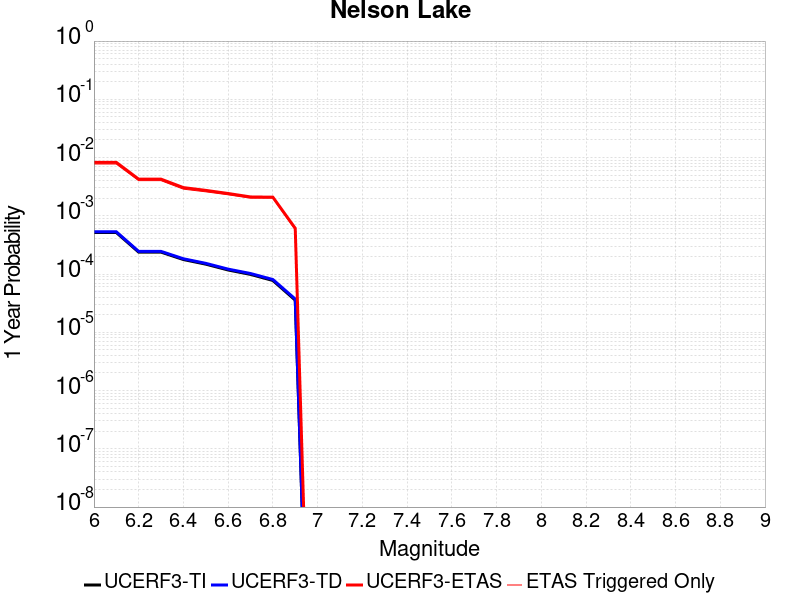 Nelson Lake
10^0
10^-1
10^-2
10^-3
10^-4
10^-5
10^-6
10^-7
10^-8
1 Year Probability
6 6.2 6.4 6.6 6.8 7 7.2 7.4 7.6 7.8 8 8.2 8.4 8.6 8.8 9
Magnitude
UCERF3-TI UCERF3-TD UCERF3-ETAS ETAS Triggered Only